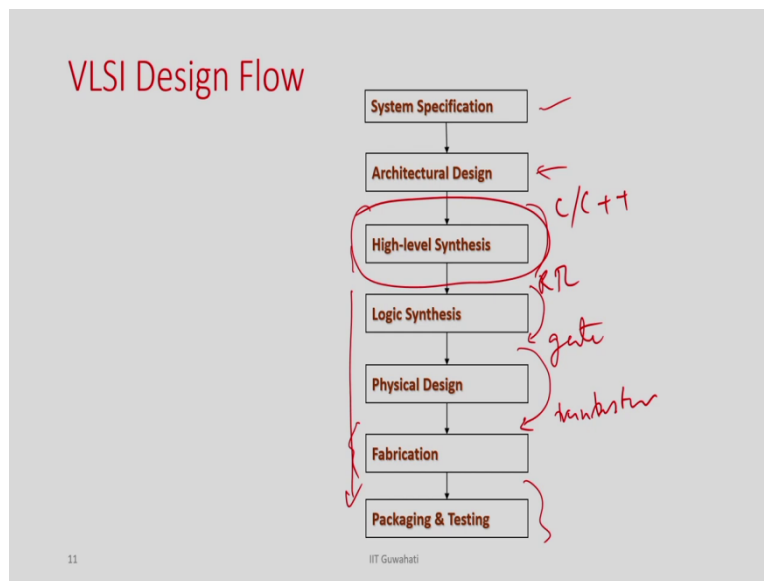 VLSI Design Flow
System Specification
Architectural Design
C/C++
High-level Synthesis
RTL
Logic Synthesis
gate
Physical Design
Fabrication
Packaging & Testing
11
IIT Guwahati